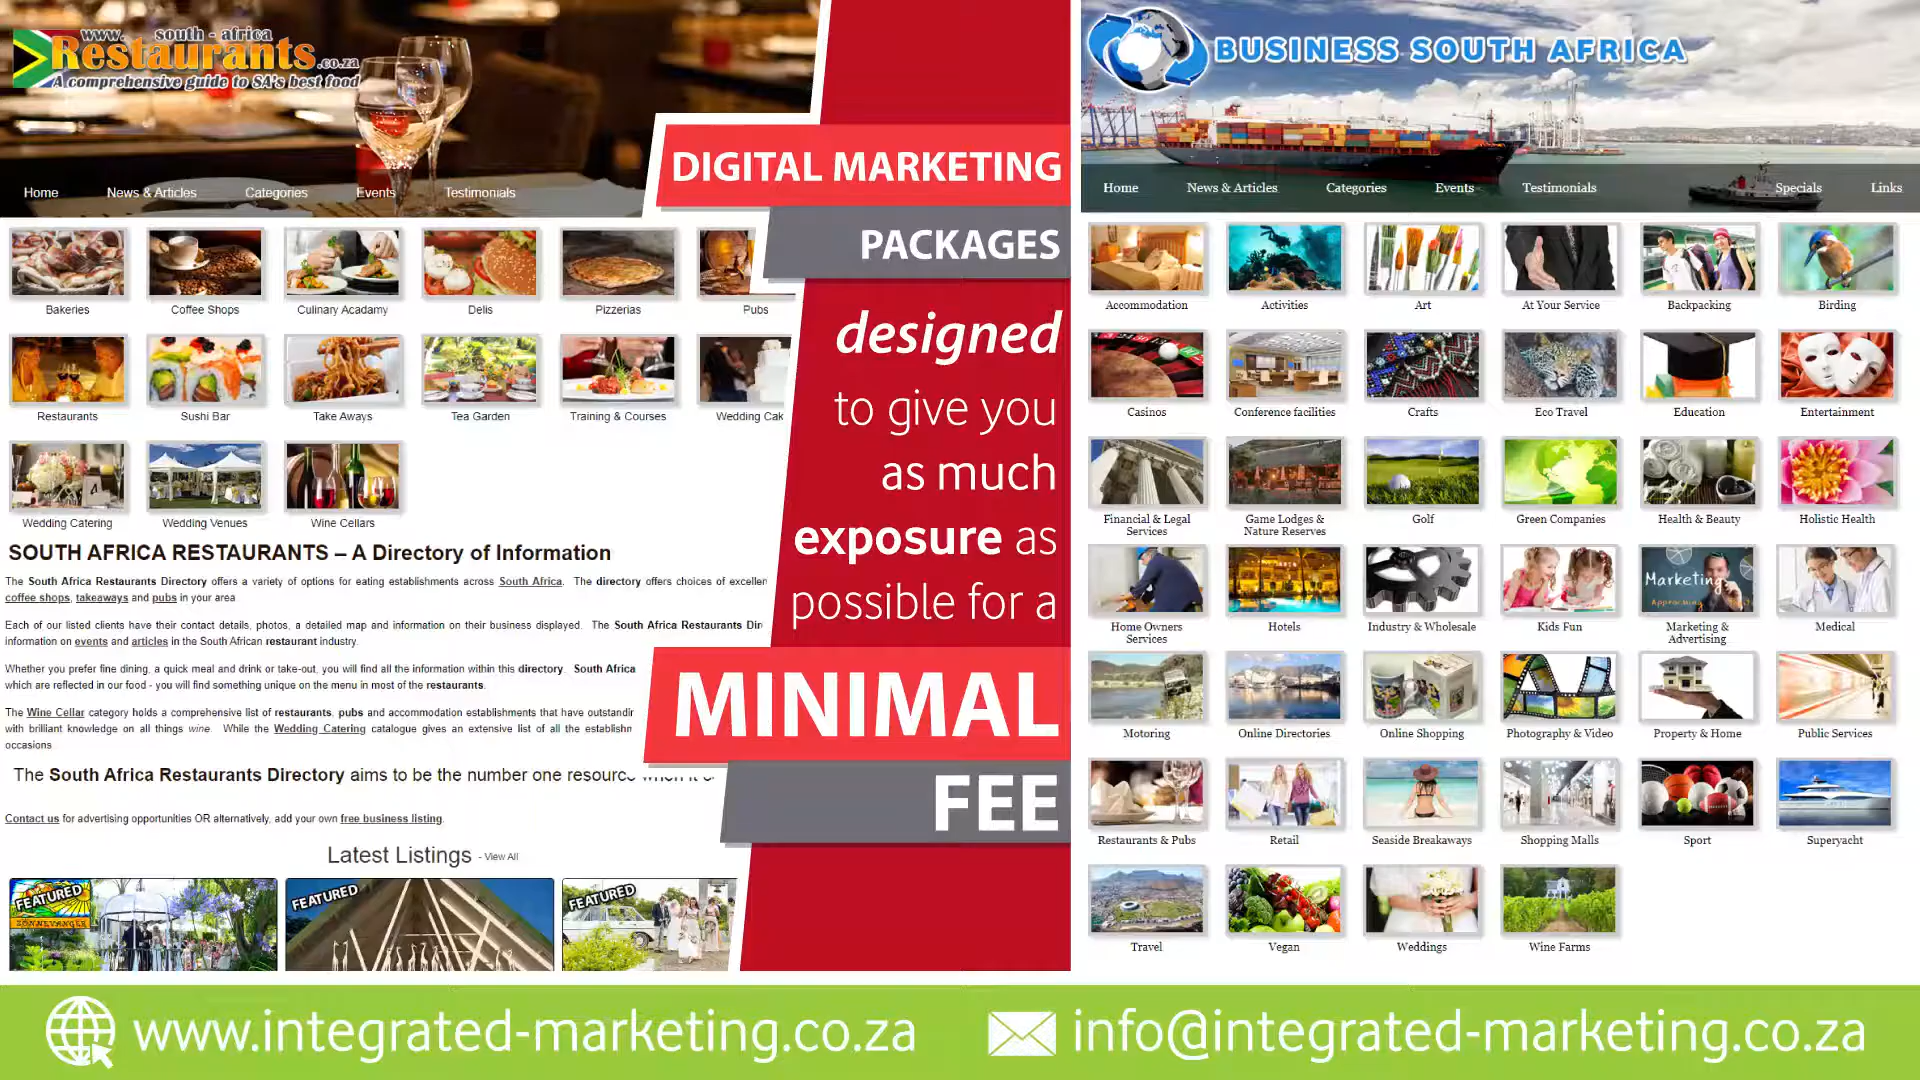 www. south - africa
Restaurants.co.za
A comprehensive guide to SA's best food
Home News & Articles Categories Events Testimonials
Bakeries Coffee Shops Culinary Acadamy Delis Pizzerias Pubs
Restaurants Sushi Bar Take Aways Tea Garden Training & Courses Wedding Cak
Wedding Catering Wedding Venues Wine Cellars
SOUTH AFRICA RESTAURANTS – A Directory of Information
The South Africa Restaurants Directory offers a variety of options for eating establishments across South Africa. The directory offers choices of excellen
coffee shops, takeaways and pubs in your area
Each of our listed clients have their contact details, photos, a detailed map and information on their business displayed. The South Africa Restaurants Dir
information on events and articles in the South African restaurant industry.
Whether you prefer fine dining, a quick meal and drink or take-out, you will find all the information within this directory. South Africa
which are reflected in our food - you will find something unique on the menu in most of the restaurants.
The Wine Cellar category holds a comprehensive list of restaurants, pubs and accommodation establishments that have outstandin
with brilliant knowledge on all things wine. While the Wedding Catering catalogue gives an extensive list of all the establishm
occasions
The South Africa Restaurants Directory aims to be the number one resource when it
Contact us for advertising opportunities OR alternatively, add your own free business listing.
Latest Listings - View All
FEATURED FEATURED FEATURED
ZONNEVANGER
DIGITAL MARKETING
PACKAGES
designed
to give you
as much
exposure as
possible for a
MINIMAL
FEE
BUSINESS SOUTH AFRICA
Home News & Articles Categories Events Testimonials Specials Links
Accommodation Activities Art At Your Service Backpacking Birding
Casinos Conference facilities Crafts Eco Travel Education Entertainment
Financial & Legal Services Game Lodges & Nature Reserves Golf Green Companies Health & Beauty Holistic Health
Marketing
Home Owners Services Hotels Industry & Wholesale Kids Fun Marketing & Advertising Medical
Motoring Online Directories Online Shopping Photography & Video Property & Home Public Services
Restaurants & Pubs Retail Seaside Breakaways Shopping Malls Sport Superyacht
Travel Vegan Weddings Wine Farms
www.integrated-marketing.co.za
info@integrated-marketing.co.za